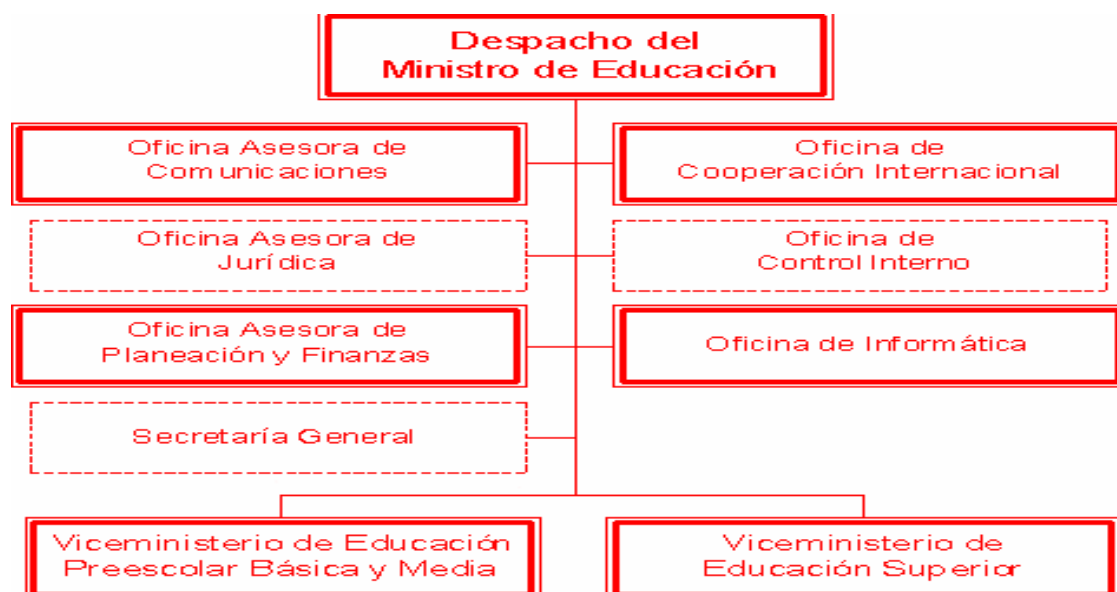 Despacho del
Ministro de Educación
Oficina Asesora de
Comunicaciones
Oficina de
Cooperación Internacional
Oficina Asesora de
Jurídica
Oficina de
Control Interno
Oficina Asesora de
Planeación y Finanzas
Oficina de Informática
Secretaría General
Viceministerio de Educación
Preescolar Básica y Media
Viceministerio de
Educación Superior